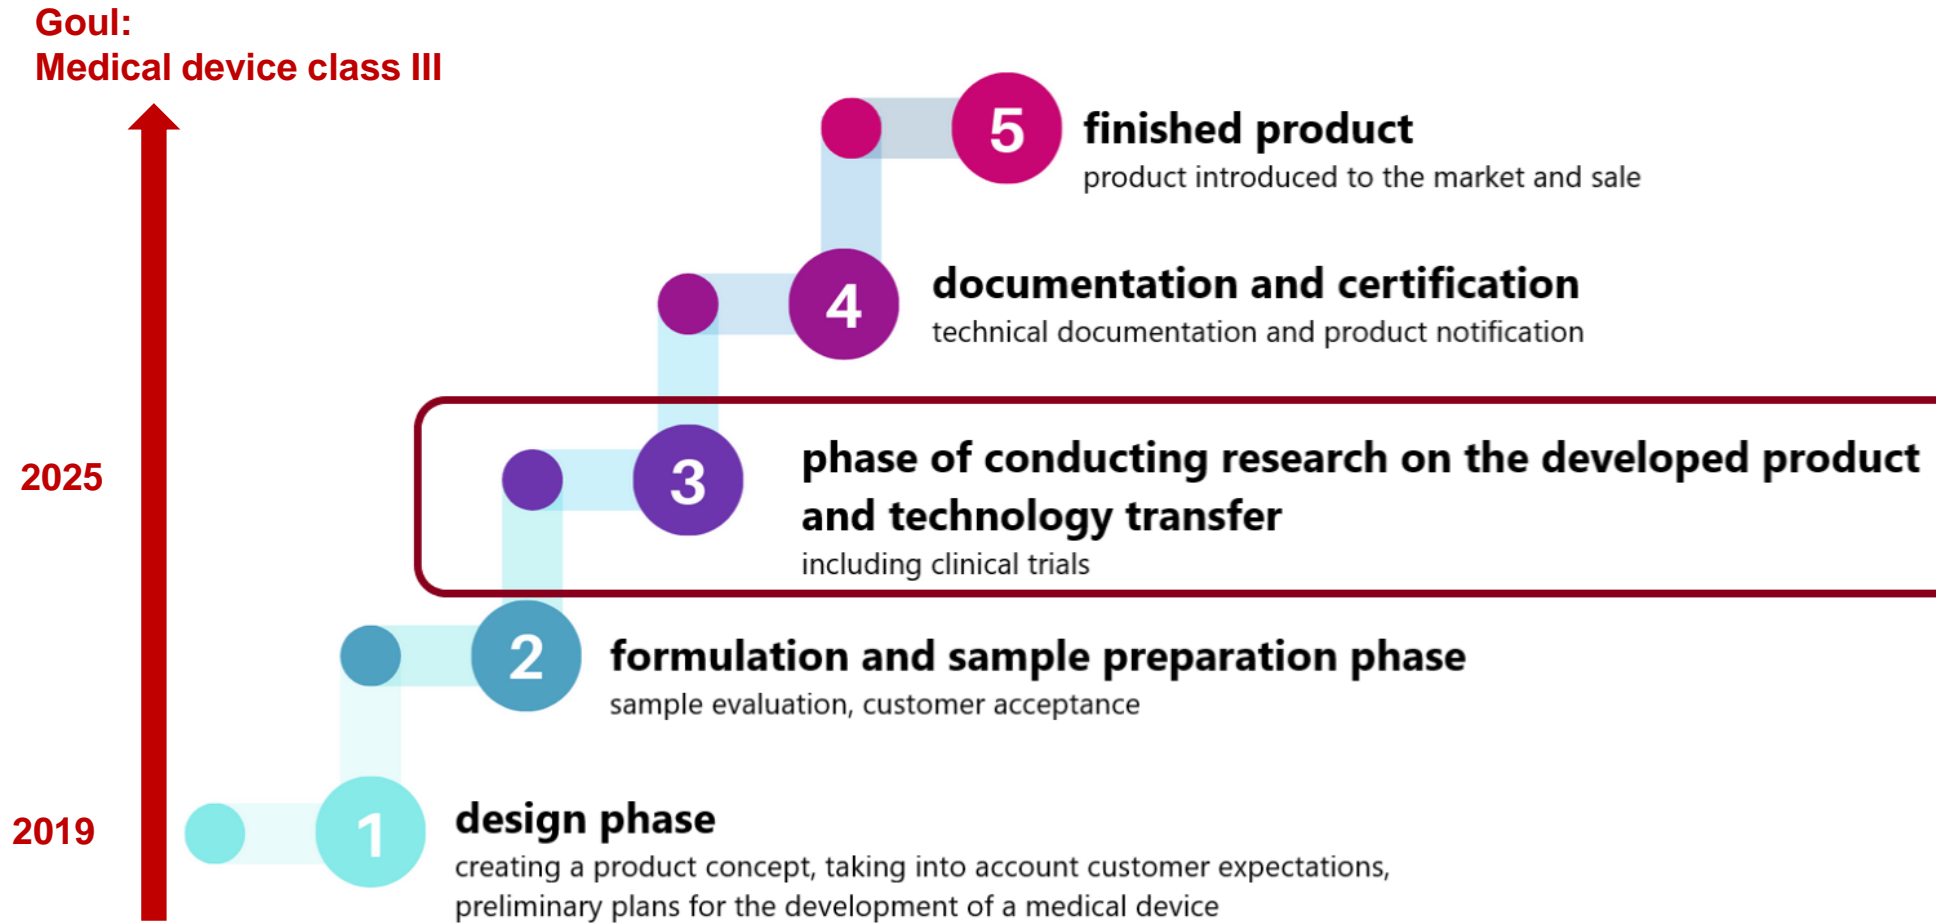 Goul:
Medical device class III
5
finished product
product introduced to the market and sale
4
documentation and certification
technical documentation and product notification
2025
3
phase of conducting research on the developed product
and technology transfer
including clinical trials
2
formulation and sample preparation phase
sample evaluation, customer acceptance
2019
1
design phase
creating a product concept, taking into account customer expectations,
preliminary plans for the development of a medical device